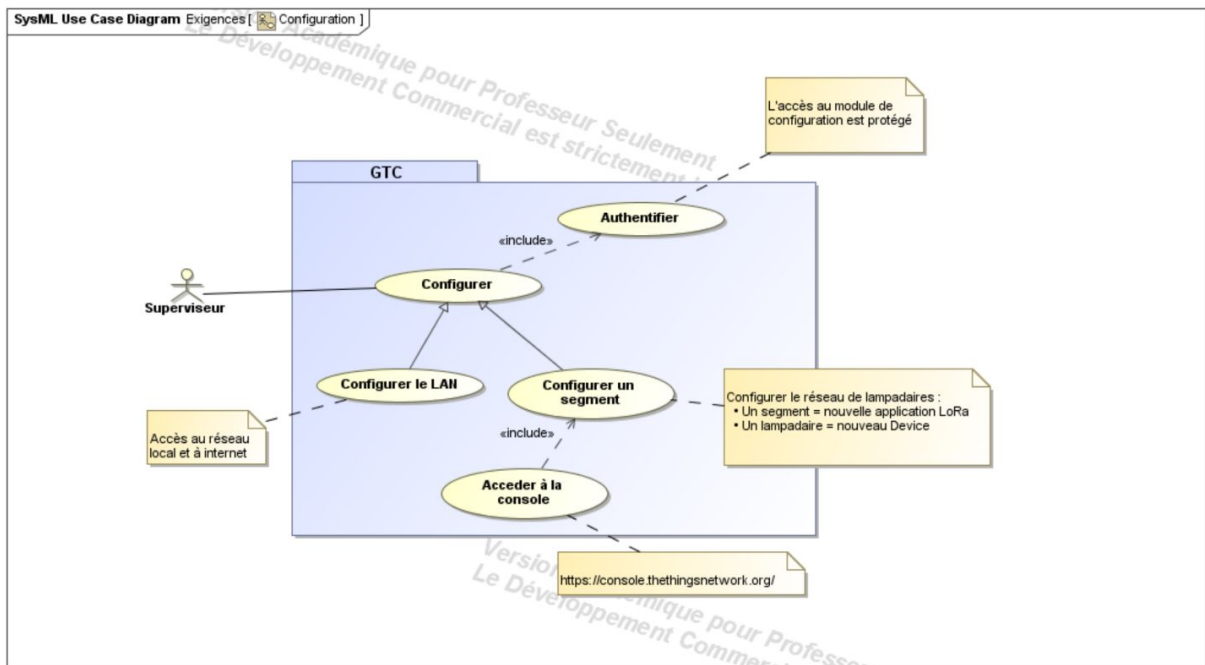 SysML Use Case Diagram Exigences [ Configuration ]
Version Académique pour Professeur Seulement
Le Développement Commercial est strictement
L'accès au module de
configuration est protégé
GTC
Authentifier
«include»
Configurer
Superviseur
Configurer le LAN
Configurer un
segment
Configurer le réseau de lampadaires :
• Un segment = nouvelle application LoRa
• Un lampadaire = nouveau Device
Accès au réseau
local et à internet
«include»
Acceder à la
console
https://console.thethingsnetwork.org/
Le Développement
pour